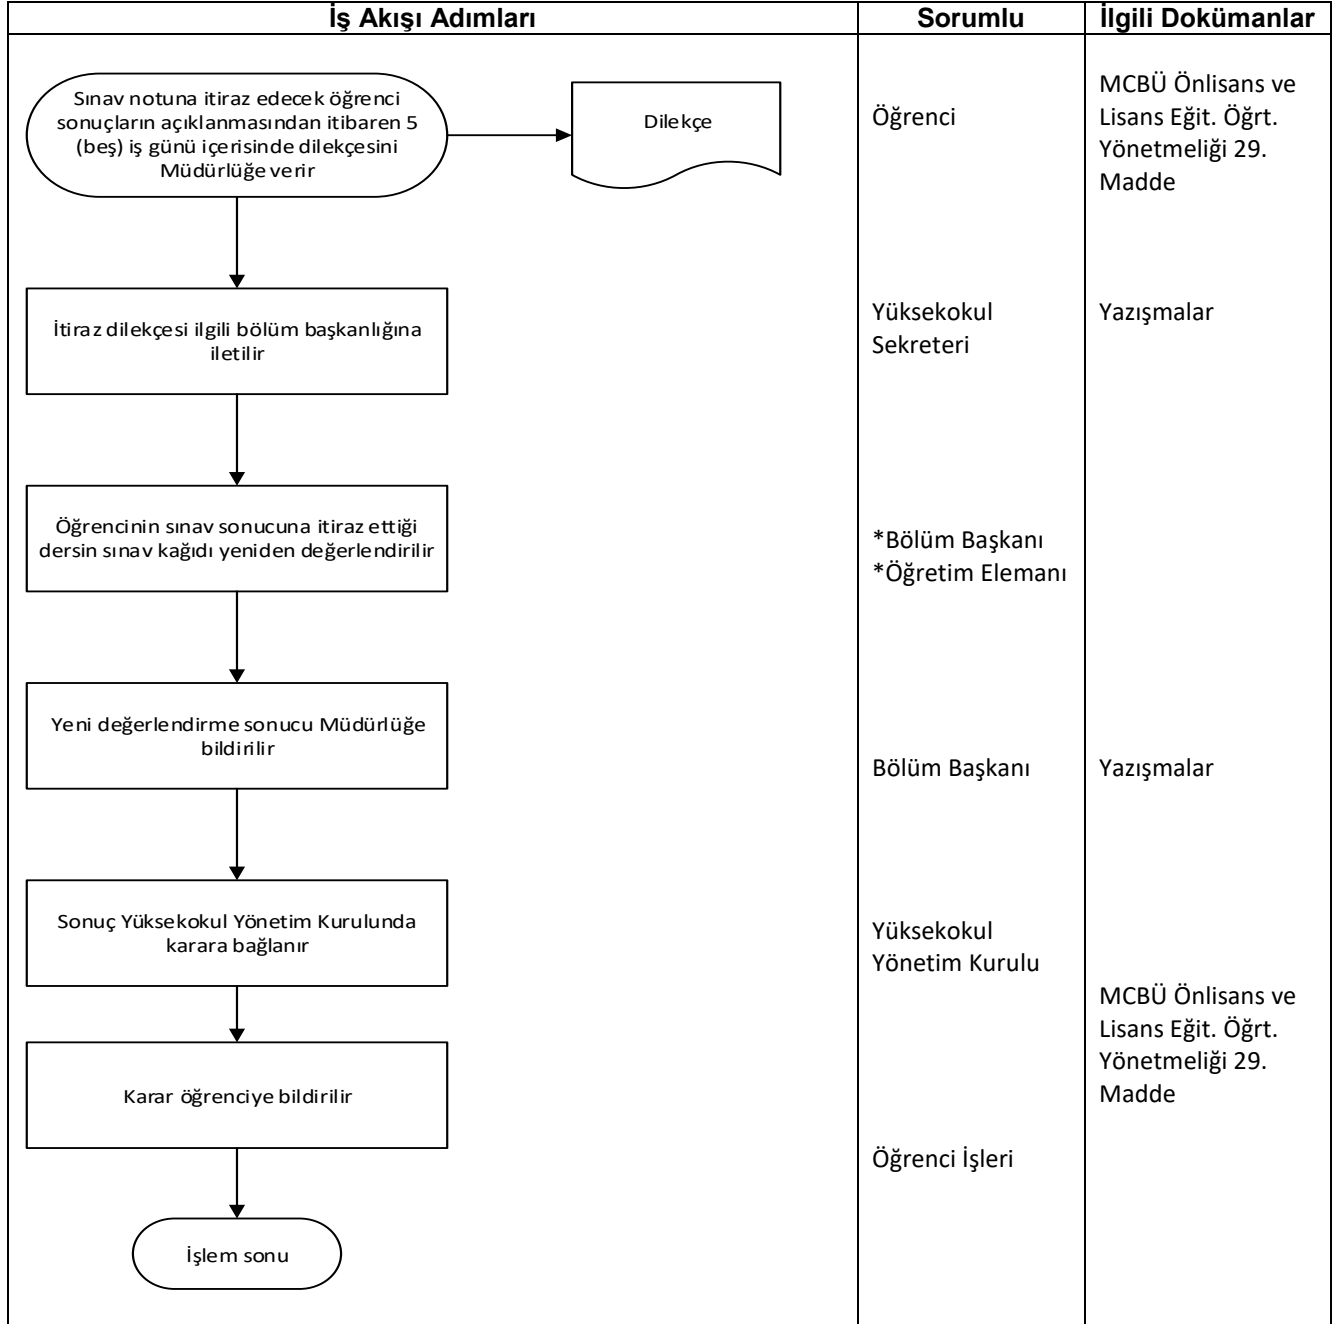 İş Akışı Adımları
Sorumlu
İlgili Dokümanlar
Sınav notuna itiraz edecek öğrenci
sonuçların açıklanmasından itibaren 5
(beş) iş günü içerisinde dilekçesini
Müdürlüğe verir
Dilekçe
Öğrenci
MCBÜ Önlisans ve
Lisans Eğit. Öğrt.
Yönetmeliği 29.
Madde
İtiraz dilekçesi ilgili bölüm başkanlığına
iletilir
Yüksekokul
Sekreteri
Yazışmalar
Öğrencinin sınav sonucuna itiraz ettiği
dersin sınav kağıdı yeniden değerlendirilir
*Bölüm Başkanı
*Öğretim Elemanı
Yeni değerlendirme sonucu Müdürlüğe
bildirilir
Bölüm Başkanı
Yazışmalar
Sonuç Yüksekokul Yönetim Kurulunda
karara bağlanır
Yüksekokul
Yönetim Kurulu
MCBÜ Önlisans ve
Lisans Eğit. Öğrt.
Yönetmeliği 29.
Madde
Karar öğrenciye bildirilir
Öğrenci İşleri
İşlem sonu